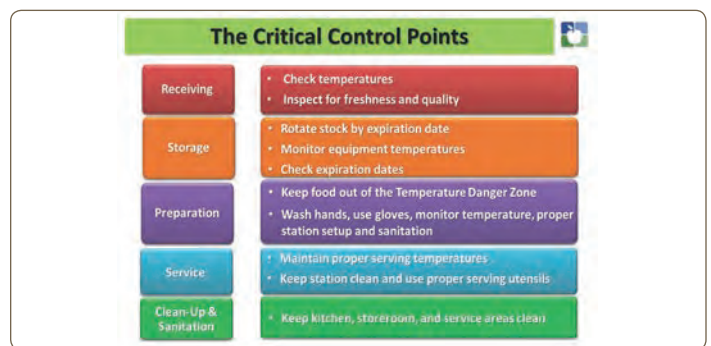 The Critical Control Points
Receiving
• Check temperatures
• Inspect for freshness and quality
Storage
• Rotate stock by expiration date
• Monitor equipment temperatures
• Check expiration dates
Preparation
• Keep food out of the Temperature Danger Zone
• Wash hands, use gloves, monitor temperature, proper
station setup and sanitation
Service
• Maintain proper serving temperatures
• Keep station clean and use proper serving utensils
Clean-Up &
Sanitation
• Keep kitchen, storeroom, and service areas clean